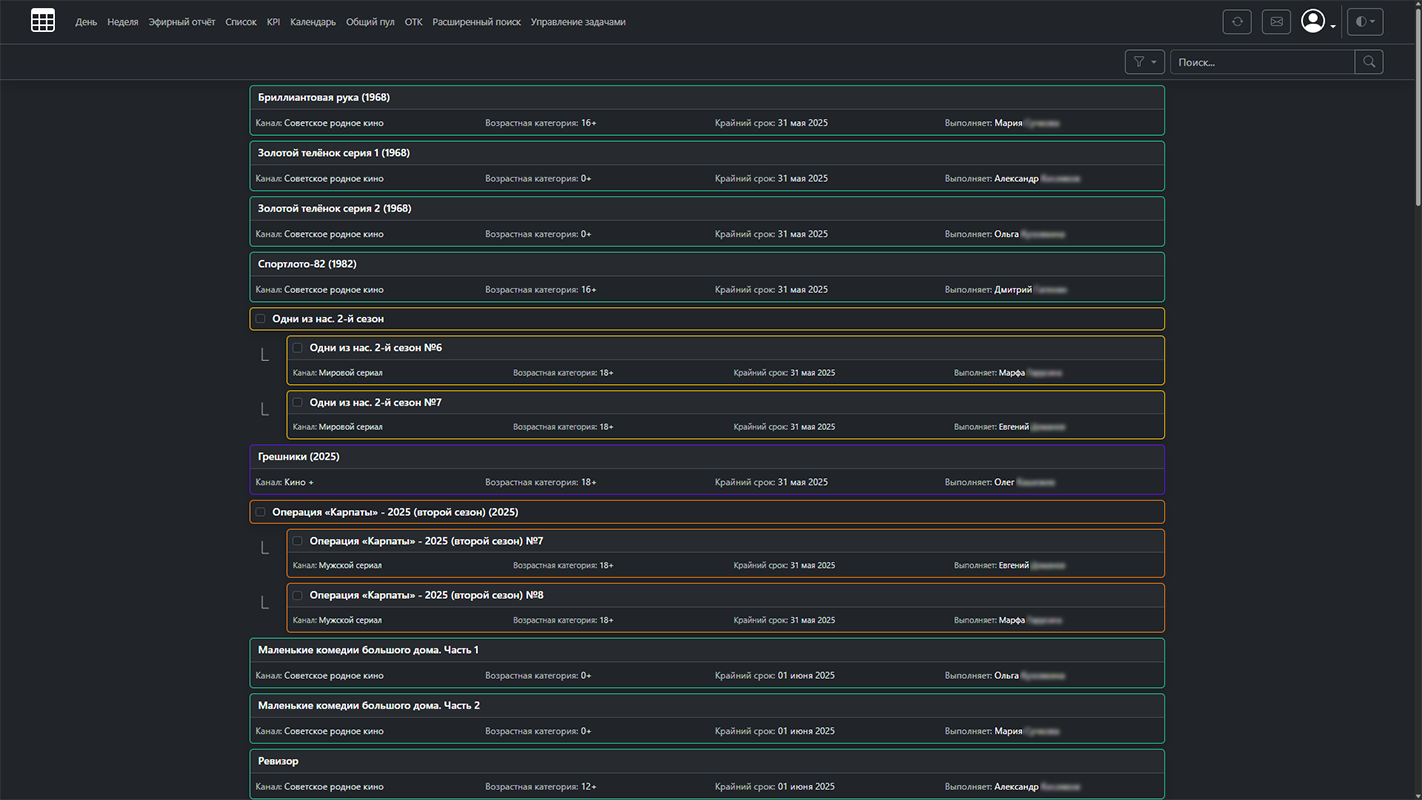 День Неделя Эфирный отчёт Список KPI Календарь Общий пул ОТК Расширенный поиск Управление задачами
Поиск...
Бриллиантовая рука (1968)
Канал: Советское родное кино Возрастная категория: 16+ Крайний срок: 31 мая 2025 Выполняет: Мария
Золотой телёнок серия 1 (1968)
Канал: Советское родное кино Возрастная категория: 0+ Крайний срок: 31 мая 2025 Выполняет: Александр
Золотой телёнок серия 2 (1968)
Канал: Советское родное кино Возрастная категория: 0+ Крайний срок: 31 мая 2025 Выполняет: Ольга
Спортлото-82 (1982)
Канал: Советское родное кино Возрастная категория: 16+ Крайний срок: 31 мая 2025 Выполняет: Дмитрий
Одни из нас. 2-й сезон
Одни из нас. 2-й сезон №6
Канал: Мировой сериал Возрастная категория: 18+ Крайний срок: 31 мая 2025 Выполняет: Марфа
Одни из нас. 2-й сезон №7
Канал: Мировой сериал Возрастная категория: 18+ Крайний срок: 31 мая 2025 Выполняет: Евгений
Грешники (2025)
Канал: Кино + Возрастная категория: 18+ Крайний срок: 31 мая 2025 Выполняет: Олег
Операция «Карпаты» - 2025 (второй сезон) (2025)
Операция «Карпаты» - 2025 (второй сезон) №7
Канал: Мужской сериал Возрастная категория: 18+ Крайний срок: 31 мая 2025 Выполняет: Евгений
Операция «Карпаты» - 2025 (второй сезон) №8
Канал: Мужской сериал Возрастная категория: 18+ Крайний срок: 31 мая 2025 Выполняет: Марфа
Маленькие комедии большого дома. Часть 1
Канал: Советское родное кино Возрастная категория: 0+ Крайний срок: 01 июня 2025 Выполняет: Ольга
Маленькие комедии большого дома. Часть 2
Канал: Советское родное кино Возрастная категория: 0+ Крайний срок: 01 июня 2025 Выполняет: Мария
Ревизор
Канал: Советское родное кино Возрастная категория: 12+ Крайний срок: 01 июня 2025 Выполняет: Александр